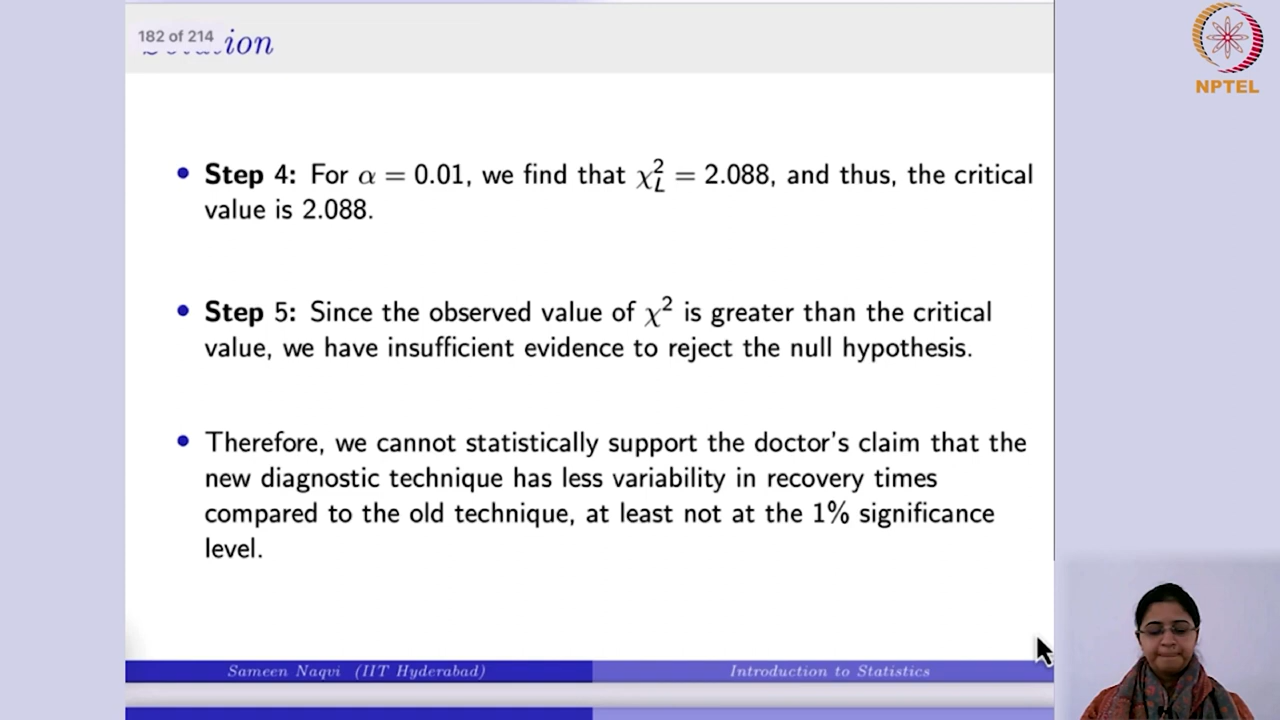 182 of 214
NPTEL
• Step 4: For α = 0.01, we find that χ²_L = 2.088, and thus, the critical
value is 2.088.
• Step 5: Since the observed value of χ² is greater than the critical
value, we have insufficient evidence to reject the null hypothesis.
• Therefore, we cannot statistically support the doctor's claim that the
new diagnostic technique has less variability in recovery times
compared to the old technique, at least not at the 1% significance
level.
Sameen Naqvi (IIT Hyderabad) Introduction to Statistics